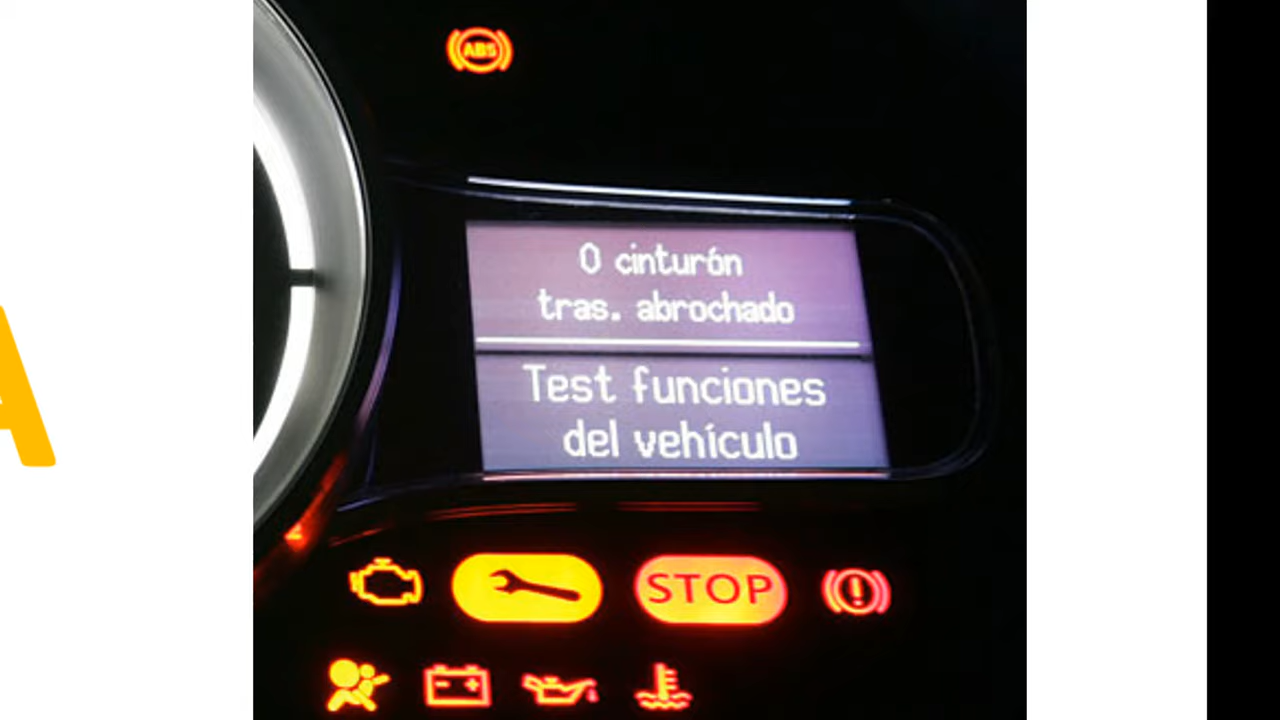 ABS
0 cinturón
tras. abrochado
Test funciones
del vehículo
STOP
A